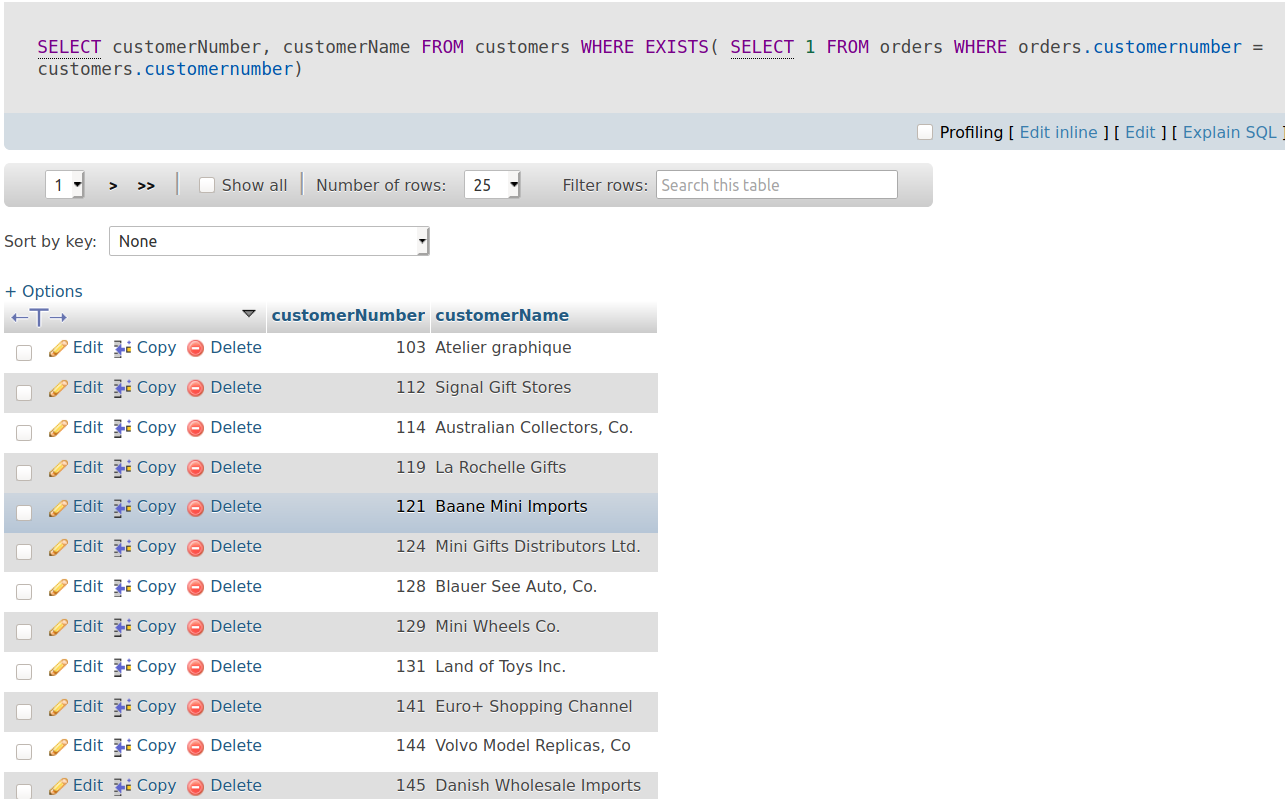 SELECT customerNumber, customerName FROM customers WHERE EXISTS( SELECT 1 FROM orders WHERE orders.customernumber =
customers.customernumber)
Profiling [ Edit inline ] [ Edit ] [ Explain SQL ]
1 > >> Show all Number of rows: 25 Filter rows: Search this table
Sort by key: None
+ Options
←T→ customerNumber customerName
Edit Copy Delete 103 Atelier graphique
Edit Copy Delete 112 Signal Gift Stores
Edit Copy Delete 114 Australian Collectors, Co.
Edit Copy Delete 119 La Rochelle Gifts
Edit Copy Delete 121 Baane Mini Imports
Edit Copy Delete 124 Mini Gifts Distributors Ltd.
Edit Copy Delete 128 Blauer See Auto, Co.
Edit Copy Delete 129 Mini Wheels Co.
Edit Copy Delete 131 Land of Toys Inc.
Edit Copy Delete 141 Euro+ Shopping Channel
Edit Copy Delete 144 Volvo Model Replicas, Co
Edit Copy Delete 145 Danish Wholesale Imports